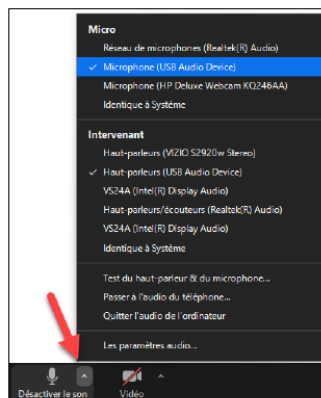 Micro
Réseau de microphones (Realtek(R) Audio)
✓ Microphone (USB Audio Device)
Microphone (HP Deluxe Webcam KQ246AA)
Identique à Système
Intervenant
Haut-parleurs (VIZIO S2920w Stereo)
✓ Haut-parleurs (USB Audio Device)
VS24A (Intel(R) Display Audio)
Haut-parleurs/écouteurs (Realtek(R) Audio)
VS24A (Intel(R) Display Audio)
Identique à Système
Test du haut-parleur & du microphone...
Passer à l'audio du téléphone...
Quitter l'audio de l'ordinateur
Les paramètres audio...
Désactiver le son
Vidéo